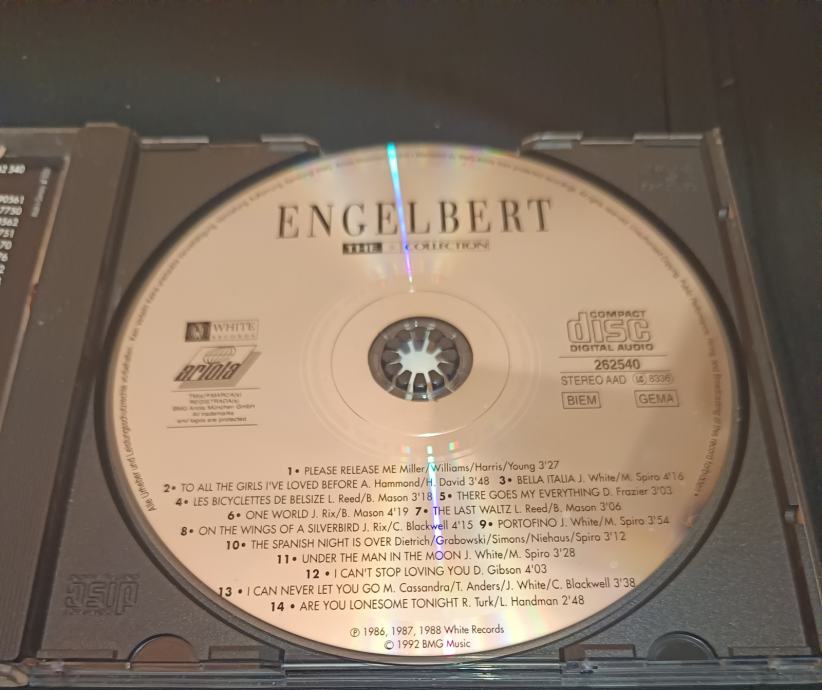 ENGELBERT
THE COLLECTION
WHITE
RECORDS
ariola
TM(s)®MARCA(s)
REGISTRADA(s)
BMG Ariola München GmbH
All trademarks
and logos are protected
COMPACT
disc
DIGITAL AUDIO
262540
STEREO AAD LC 8336
BIEM GEMA
1• PLEASE RELEASE ME Miller/Williams/Harris/Young 3'27
2• TO ALL THE GIRLS I'VE LOVED BEFORE A. Hammond/H. David 3'48 3• BELLA ITALIA J. White/M. Spiro 4'16
4• LES BICYCLETTES DE BELSIZE L. Reed/B. Mason 3'18 5• THERE GOES MY EVERYTHING D. Frazier 3'03
6• ONE WORLD J. Rix/B. Mason 4'19 7• THE LAST WALTZ L. Reed/B. Mason 3'06
8• ON THE WINGS OF A SILVERBIRD J. Rix/C. Blackwell 4'15 9• PORTOFINO J. White/M. Spiro 3'54
10• THE SPANISH NIGHT IS OVER Dietrich/Grabowski/Simons/Niehaus/Spiro 3'12
11• UNDER THE MAN IN THE MOON J. White/M. Spiro 3'28
12 • I CAN'T STOP LOVING YOU D. Gibson 4'03
13 • I CAN NEVER LET YOU GO M. Cassandra/T. Anders/J. White/C. Blackwell 3'38
14 • ARE YOU LONESOME TONIGHT R. Turk/L. Handman 2'48
℗ 1986, 1987, 1988 White Records
© 1992 BMG Music
disc